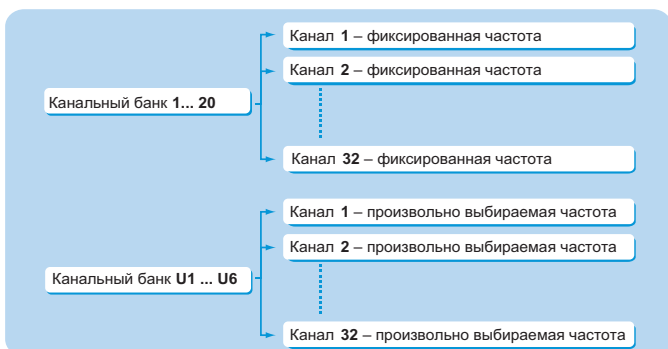 Канал 1 – фиксированная частота
Канал 2 – фиксированная частота
Канальный банк 1... 20
Канал 32 – фиксированная частота
Канал 1 – произвольно выбираемая частота
Канал 2 – произвольно выбираемая частота
Канальный банк U1 ... U6
Канал 32 – произвольно выбираемая частота